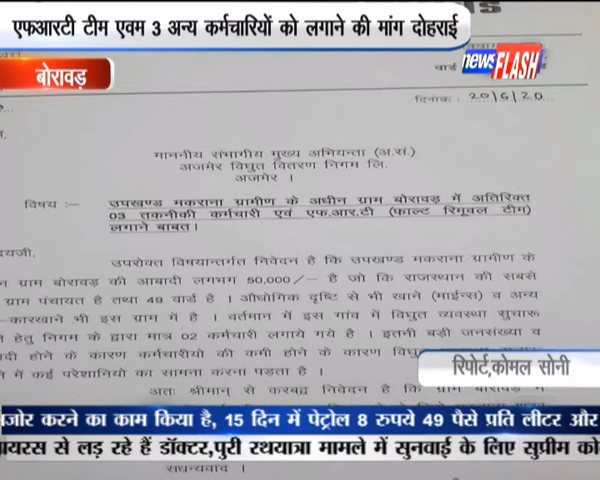 एफआरटी टीम एवम 3 अन्य कर्मचारियों को लगाने की मांग दोहराई
news FLASH
बोरावड़
वार्ड
दिनांक : 20/6/20
माननीय संभागीय मुख्य अभियन्ता (अ.सं.)
अजमेर विधुत वितरण निगम लि.
अजमेर ।
विषय :— उपखण्ड मकराना ग्रामीण के अधीन ग्राम बोरावड़ में अतिरिक्त
03 तकनीकी कर्मचारी एवं एफ.आर.टी (फाल्ट रिमूवल टीम)
लगाने बाबत।
दयजी.
उपरोक्त विषयान्तर्गत निवेदन है कि उपखण्ड मकराना ग्रामीण के
न ग्राम बोरावड़ की आबादी लगभग 50,000/— है जो कि राजस्थान की सबसे
ग्राम पंचायत है तथा 49 वार्ड है । औधोगिक दृष्टि से भी खाने (माईन्स) व अन्य
—कारखाने भी इस ग्राम में है । वर्तमान में इस गांव में विधुत व्यवस्था सुचारू
हेतु निगम के द्वारा मात्र 02 कर्मचारी लगाये गये है । इतनी बड़ी जनसंख्या व
दी होने के कारण कर्मचारीयो की कमी होने के कारण विधु
ने में कई परेशानियो का सामना करना पड़ता है ।
रिपोर्ट,कोमल सोनी
अतः श्रीमान् से करबद्व निवेदन है कि ग्राम बोरावड़ में
जोर करने का काम किया है, 15 दिन में पेट्रोल 8 रुपये 49 पैसे प्रति लीटर और
ायरस से लड़ रहे हैं डॉक्टर,पुरी रथयात्रा मामले में सुनवाई के लिए सुप्रीम को
सधन्यवाद ।